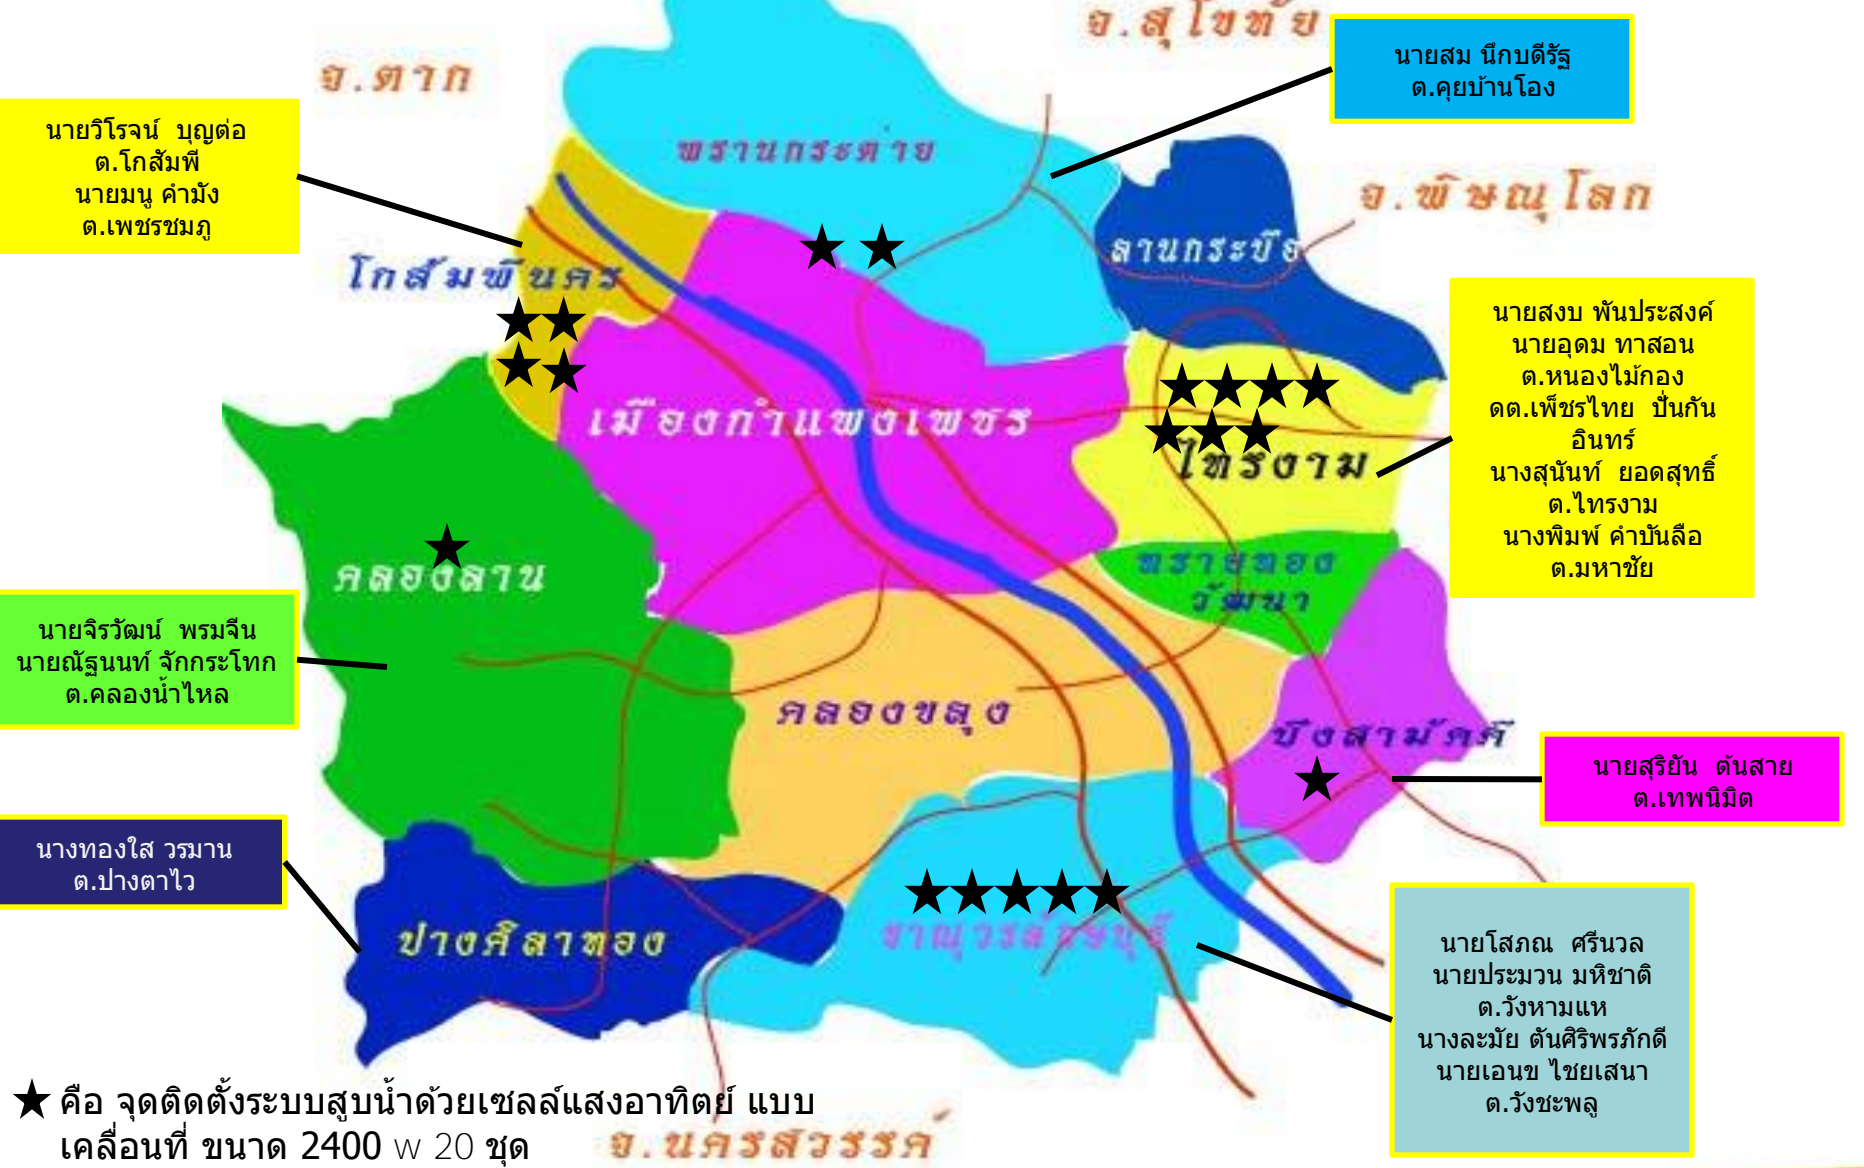 จ.สุโขทัย
จ.ตาก
นายสม นึกบดีรัฐ
ต.คุยบ้านโอง
นายวิโรจน์ บุญต่อ
ต.โกสัมพี
นายมนู คำมัง
ต.เพชรชมภู
พรานกระต่าย
จ.พิษณุโลก
ลานกระบือ
โกสัมพีนคร
นายสงบ พันประสงค์
นายอุดม ทาสอน
ต.หนองไม้กอง
ดต.เพ็ชรไทย ปั่นกัน
อินทร์
นางสุนันท์ ยอดสุทธิ์
ต.ไทรงาม
นางพิมพ์ คำบันลือ
ต.มหาชัย
เมืองกำแพงเพชร
ไทรงาม
คลองลาน
ทรายทอง
วัฒนา
นายจิรวัฒน์ พรมจีน
นายณัฐนนท์ จักกระโทก
ต.คลองน้ำไหล
คลองขลุง
บึงสามัคคี
นายสุริยัน ต้นสาย
ต.เทพนิมิต
นางทองใส วรมาน
ต.ปางตาไว
ปางศิลาทอง
ขาณุวรลักษบุรี
นายโสภณ ศรีนวล
นายประมวน มหิชาติ
ต.วังหามแห
นางละมัย ตันศิริพรภักดี
นายเอนข ไชยเสนา
ต.วังชะพลู
คือ จุดติดตั้งระบบสูบน้ำด้วยเซลล์แสงอาทิตย์ แบบ
เคลื่อนที่ ขนาด 2400 w 20 ชุด
จ.นครสวรรค์